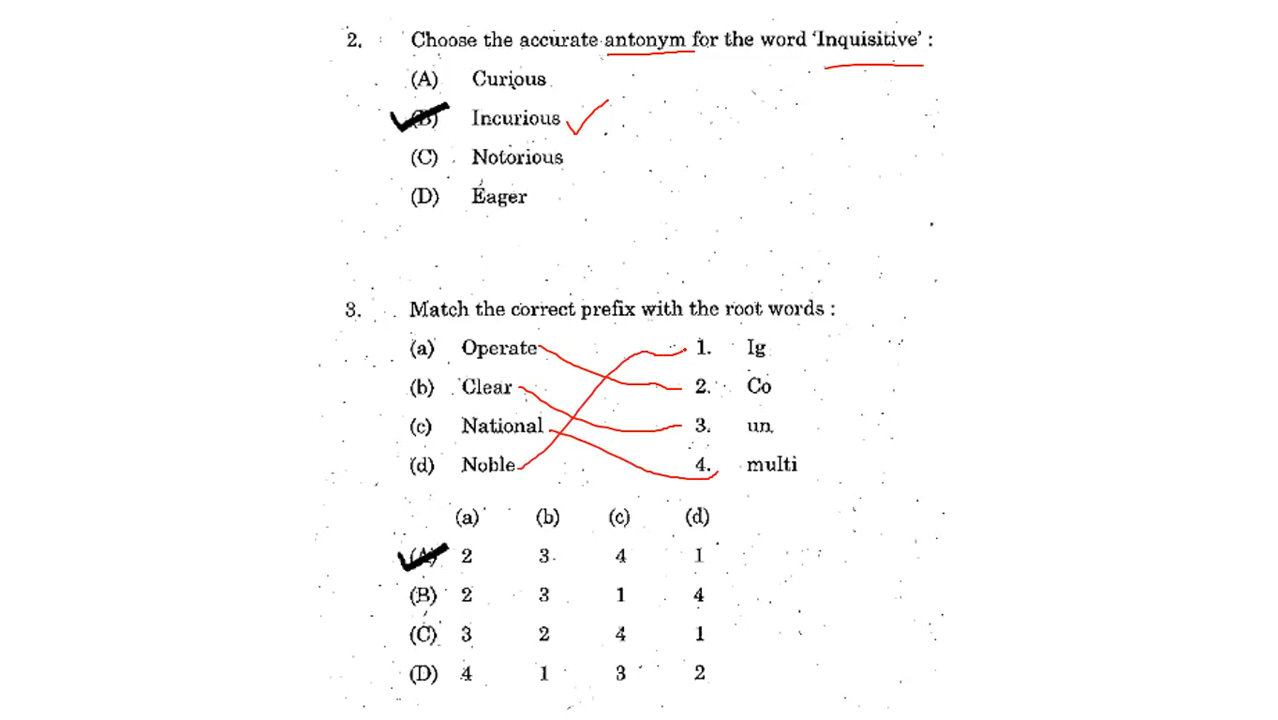 2. Choose the accurate antonym for the word 'Inquisitive' :
(A) Curious
(B) Incurious
(C) Notorious
(D) Eager
3. Match the correct prefix with the root words :
(a) Operate 1. Ig
(b) Clear 2. Co
(c) National 3. un
(d) Noble 4. multi
(a) (b) (c) (d)
(A) 2 3 4 1
(B) 2 3 1 4
(C) 3 2 4 1
(D) 4 1 3 2